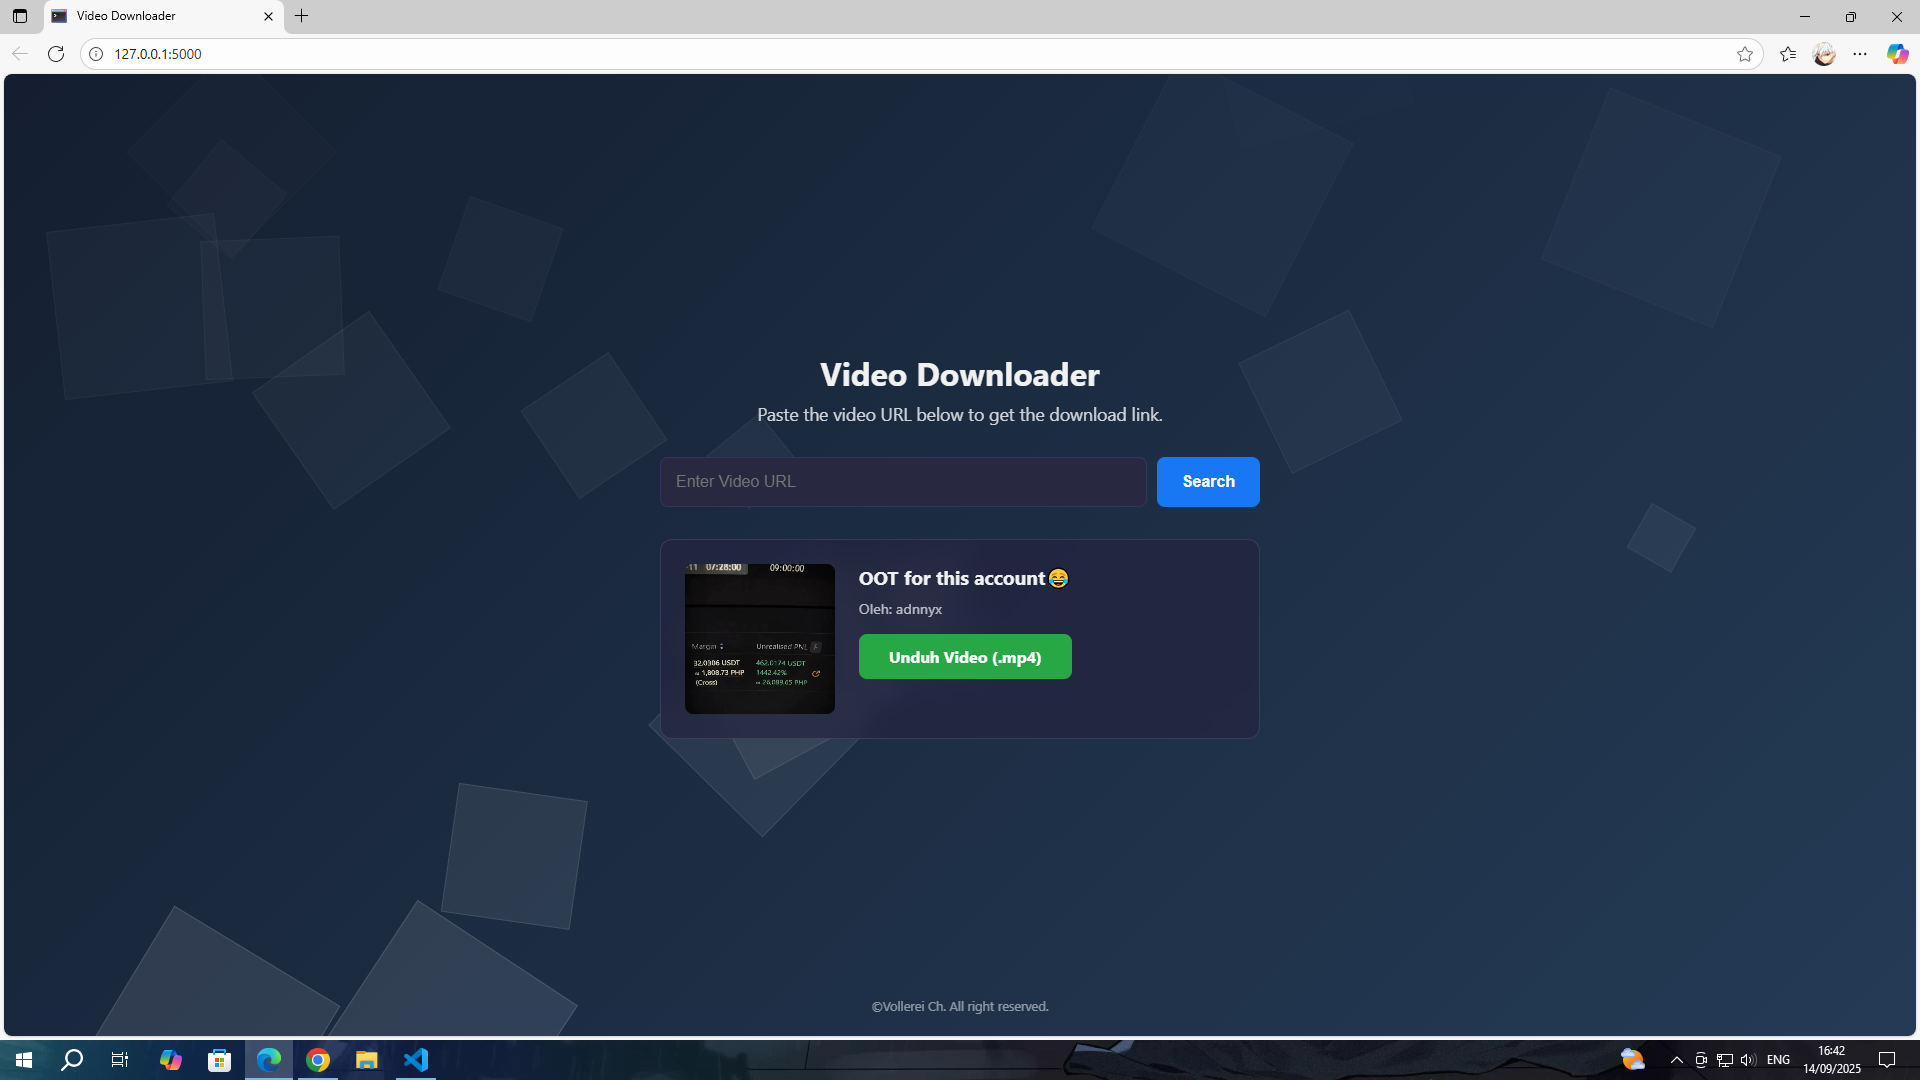 Video Downloader
127.0.0.1:5000
Video Downloader
Paste the video URL below to get the download link.
Enter Video URL
Search
-11 07:28:00 09:00:00
Margin Unrealised PNL
32.0306 USDT 462.0174 USDT
≈ 1,808.73 PHP 1442.42%
(Cross) ≈ 26,089.65 PHP
OOT for this account😂
Oleh: adnnyx
Unduh Video (.mp4)
©Vollerei Ch. All right reserved.
ENG
16:42
14/09/2025